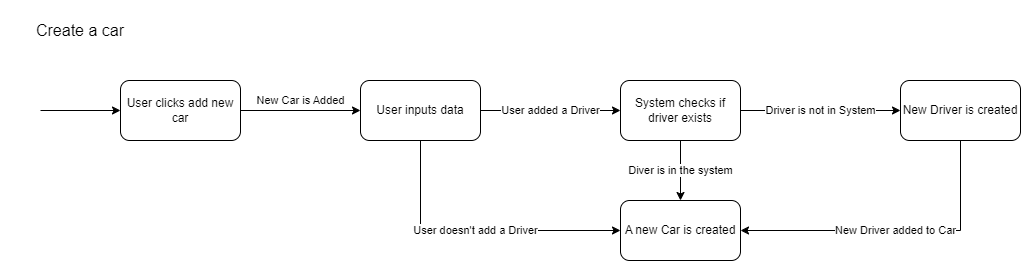 Create a car
User clicks add new
car
New Car is Added
User inputs data
User added a Driver
System checks if
driver exists
Driver is not in System
New Driver is created
Diver is in the system
User doesn't add a Driver
A new Car is created
New Driver added to Car